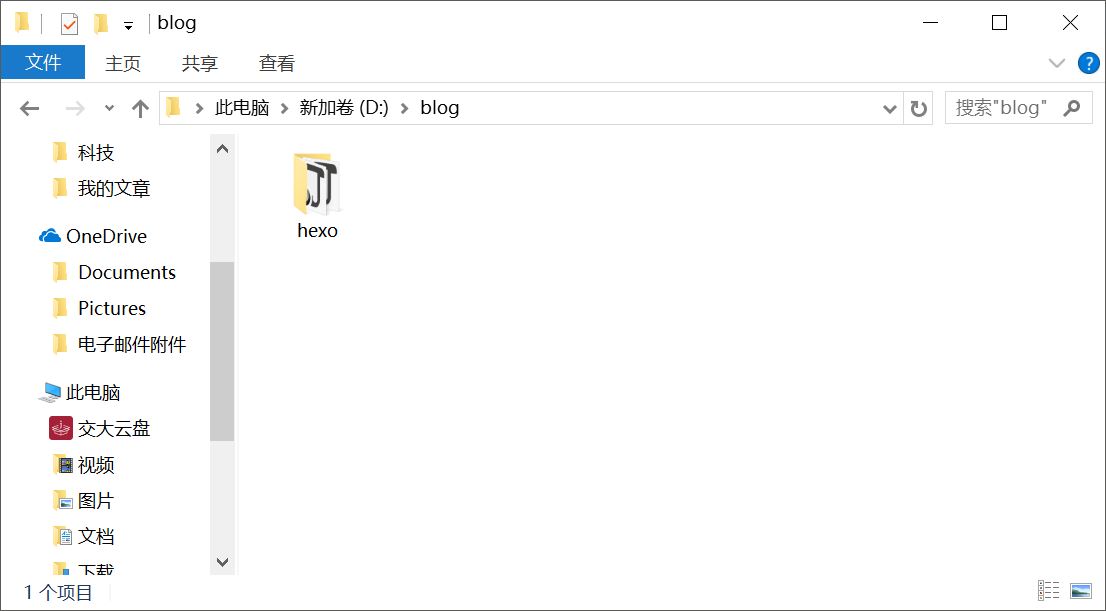 blog
文件 主页 共享 查看
此电脑 新加卷 (D:) blog
搜索"blog"
科技
我的文章
OneDrive
Documents
Pictures
电子邮件附件
此电脑
交大云盘
视频
图片
文档
下载
hexo
1 个项目